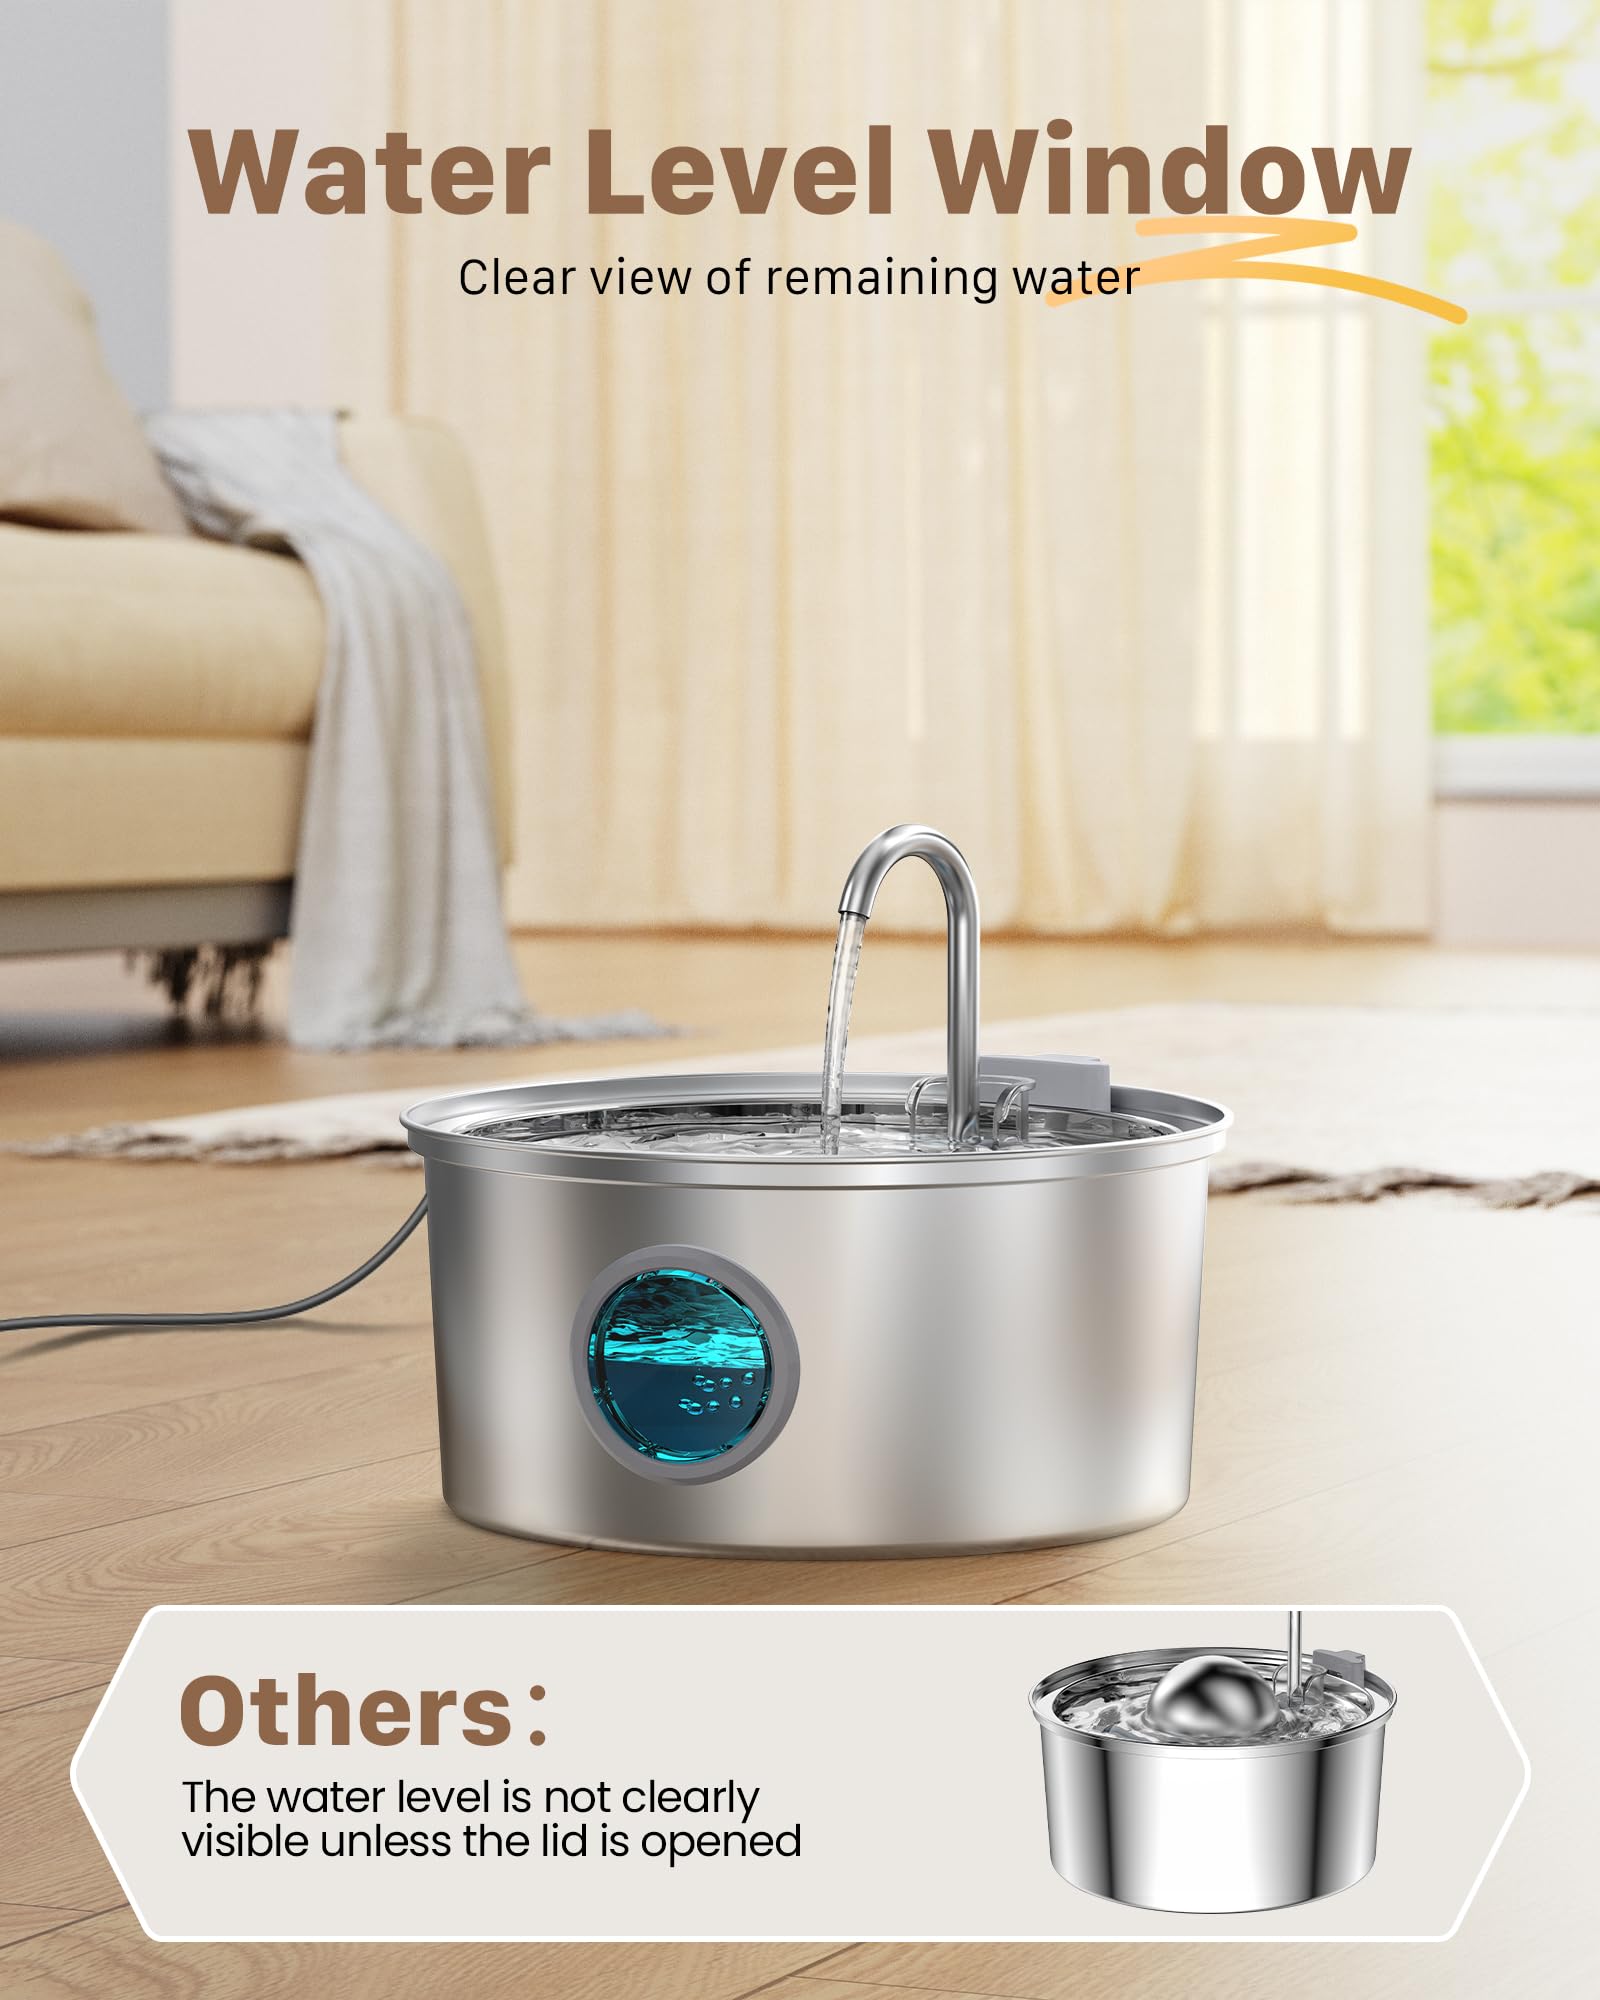 Water Level Window
Clear view of remaining water
Others：
The water level is not clearly
visible unless the lid is opened